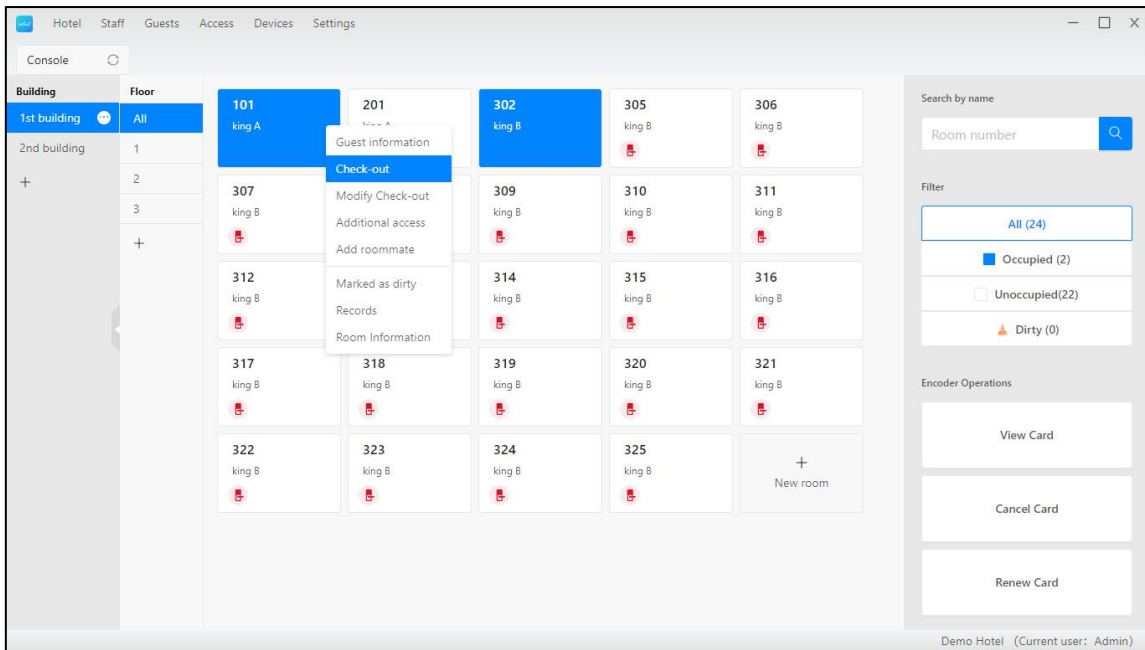 Hotel Staff Guests Access Devices Settings
Console
Building
1st building
2nd building
Floor
All
1
2
3
101
king A
201
king A
302
king B
305
king B
306
king B
Guest information
Check-out
Modify Check-out
Additional access
Add roommate
Marked as dirty
Records
Room Information
307
king B
309
king B
310
king B
311
king B
312
king B
314
king B
315
king B
316
king B
317
king B
318
king B
319
king B
320
king B
321
king B
322
king B
323
king B
324
king B
325
king B
New room
Search by name
Room number
Filter
All (24)
Occupied (2)
Unoccupied(22)
Dirty (0)
Encoder Operations
View Card
Cancel Card
Renew Card
Demo Hotel (Current user: Admin)